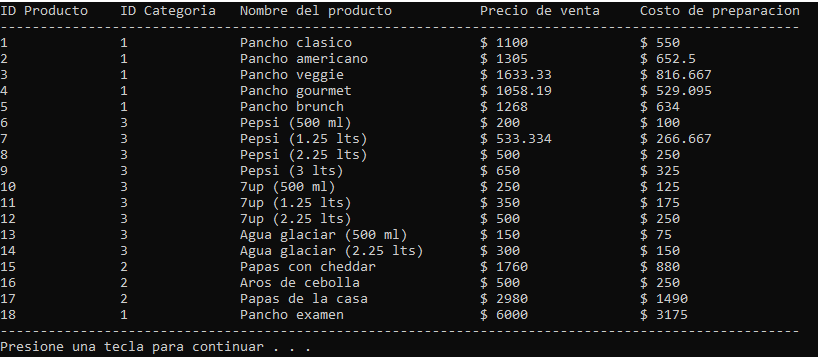 ID Producto ID Categoria Nombre del producto Precio de venta Costo de preparacion
----------------------------------------------------------------------------------------------------
1 1 Pancho clasico $ 1100 $ 550
2 1 Pancho americano $ 1305 $ 652.5
3 1 Pancho veggie $ 1633.33 $ 816.667
4 1 Pancho gourmet $ 1058.19 $ 529.095
5 1 Pancho brunch $ 1268 $ 634
6 3 Pepsi (500 ml) $ 200 $ 100
7 3 Pepsi (1.25 lts) $ 533.334 $ 266.667
8 3 Pepsi (2.25 lts) $ 500 $ 250
9 3 Pepsi (3 lts) $ 650 $ 325
10 3 7up (500 ml) $ 250 $ 125
11 3 7up (1.25 lts) $ 350 $ 175
12 3 7up (2.25 lts) $ 500 $ 250
13 3 Agua glaciar (500 ml) $ 150 $ 75
14 3 Agua glaciar (2.25 lts) $ 300 $ 150
15 2 Papas con cheddar $ 1760 $ 880
16 2 Aros de cebolla $ 500 $ 250
17 2 Papas de la casa $ 2980 $ 1490
18 1 Pancho examen $ 6000 $ 3175
----------------------------------------------------------------------------------------------------
Presione una tecla para continuar . . .